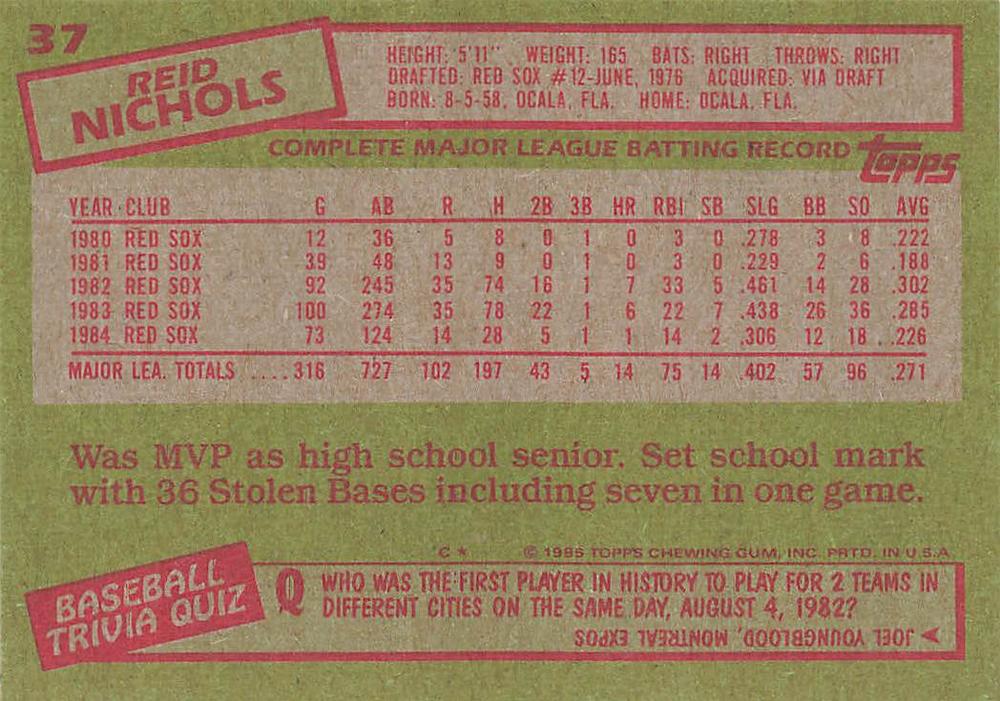 37
REID
NICHOLS
HEIGHT: 5'11" WEIGHT: 165 BATS: RIGHT THROWS: RIGHT
DRAFTED: RED SOX #12-JUNE, 1976 ACQUIRED: VIA DRAFT
BORN: 8-5-58, OCALA, FLA. HOME: OCALA, FLA.
COMPLETE MAJOR LEAGUE BATTING RECORD topps
YEAR CLUB G AB R H 2B 3B HR RBI SB SLG BB SO AVG
1980 RED SOX 12 36 5 8 0 1 0 3 0 .278 3 8 .222
1981 RED SOX 39 48 13 9 0 1 0 3 0 .229 2 6 .188
1982 RED SOX 92 245 35 74 16 1 7 33 5 .461 14 28 .302
1983 RED SOX 100 274 35 78 22 1 6 22 7 .438 26 36 .285
1984 RED SOX 73 124 14 28 5 1 1 14 2 .306 12 18 .226
MAJOR LEA. TOTALS ....316 727 102 197 43 5 14 75 14 .402 57 96 .271
Was MVP as high school senior. Set school mark
with 36 Stolen Bases including seven in one game.
C★ © 1985 TOPPS CHEWING GUM, INC. PRTD. IN U.S.A.
BASEBALL
TRIVIA QUIZ
Q WHO WAS THE FIRST PLAYER IN HISTORY TO PLAY FOR 2 TEAMS IN
DIFFERENT CITIES ON THE SAME DAY, AUGUST 4, 1982?
JOEL YOUNGBLOOD, MONTREAL EXPOS